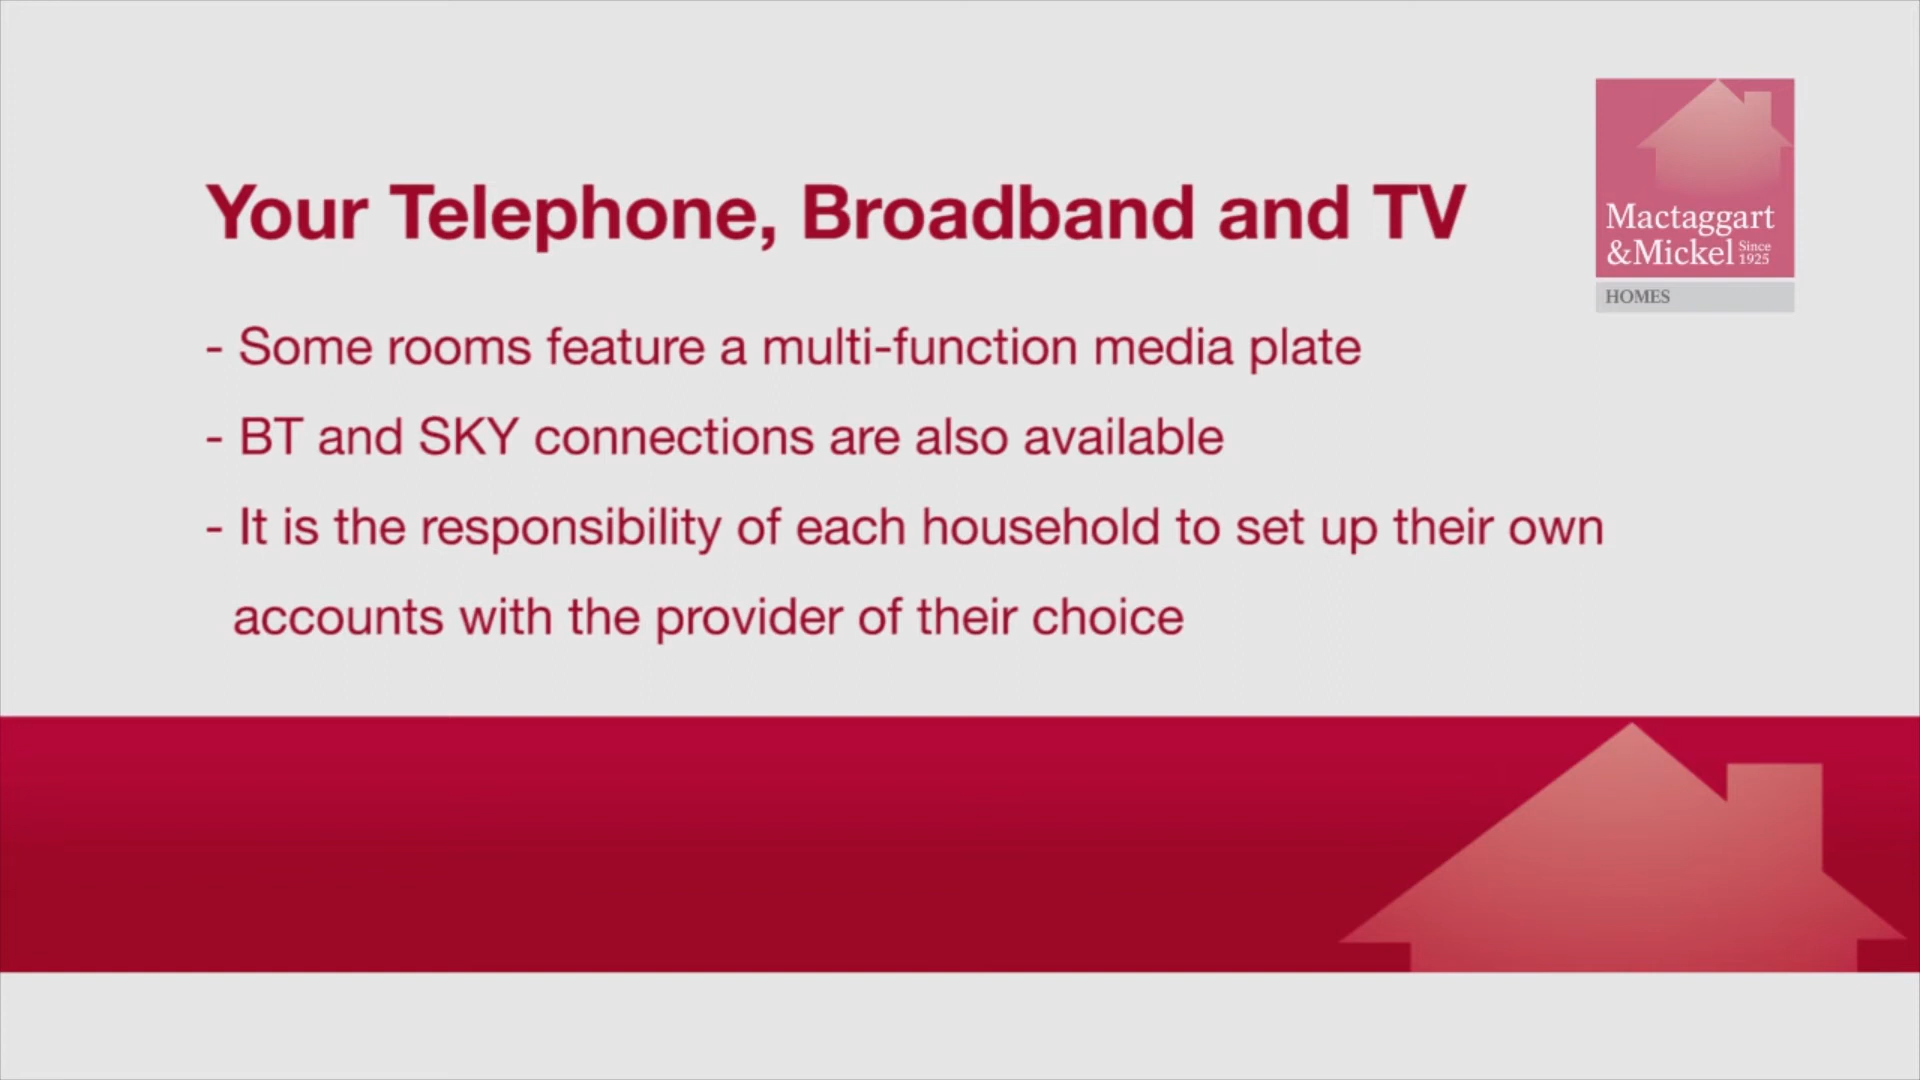 Your Telephone, Broadband and TV
- Some rooms feature a multi-function media plate
- BT and SKY connections are also available
- It is the responsibility of each household to set up their own
accounts with the provider of their choice
Mactaggart
&Mickel Since 1925
HOMES